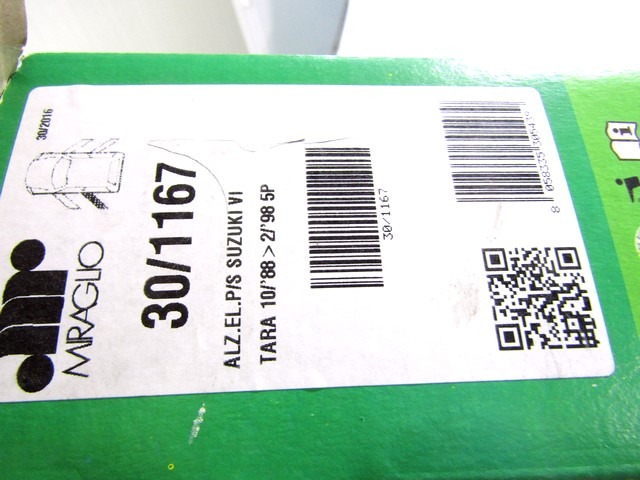 30/2016
MIRAGLIO
30/1167
ALZ.EL.P/S SUZUKI VI
TARA 10/'88 > 2/'98 5P
30/1167